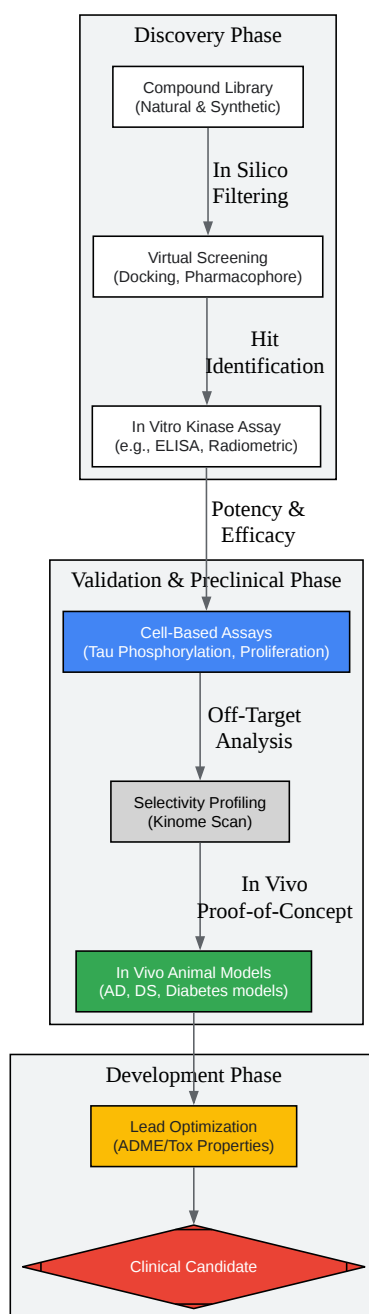 Discovery Phase
Compound Library
(Natural & Synthetic)
In Silico
Filtering
Virtual Screening
(Docking, Pharmacophore)
Hit
Identification
In Vitro Kinase Assay
(e.g., ELISA, Radiometric)
Potency &
Efficacy
Validation & Preclinical Phase
Cell-Based Assays
(Tau Phosphorylation, Proliferation)
Off-Target
Analysis
Selectivity Profiling
(Kinome Scan)
In Vivo
Proof-of-Concept
In Vivo Animal Models
(AD, DS, Diabetes models)
Development Phase
Lead Optimization
(ADME/Tox Properties)
Clinical Candidate